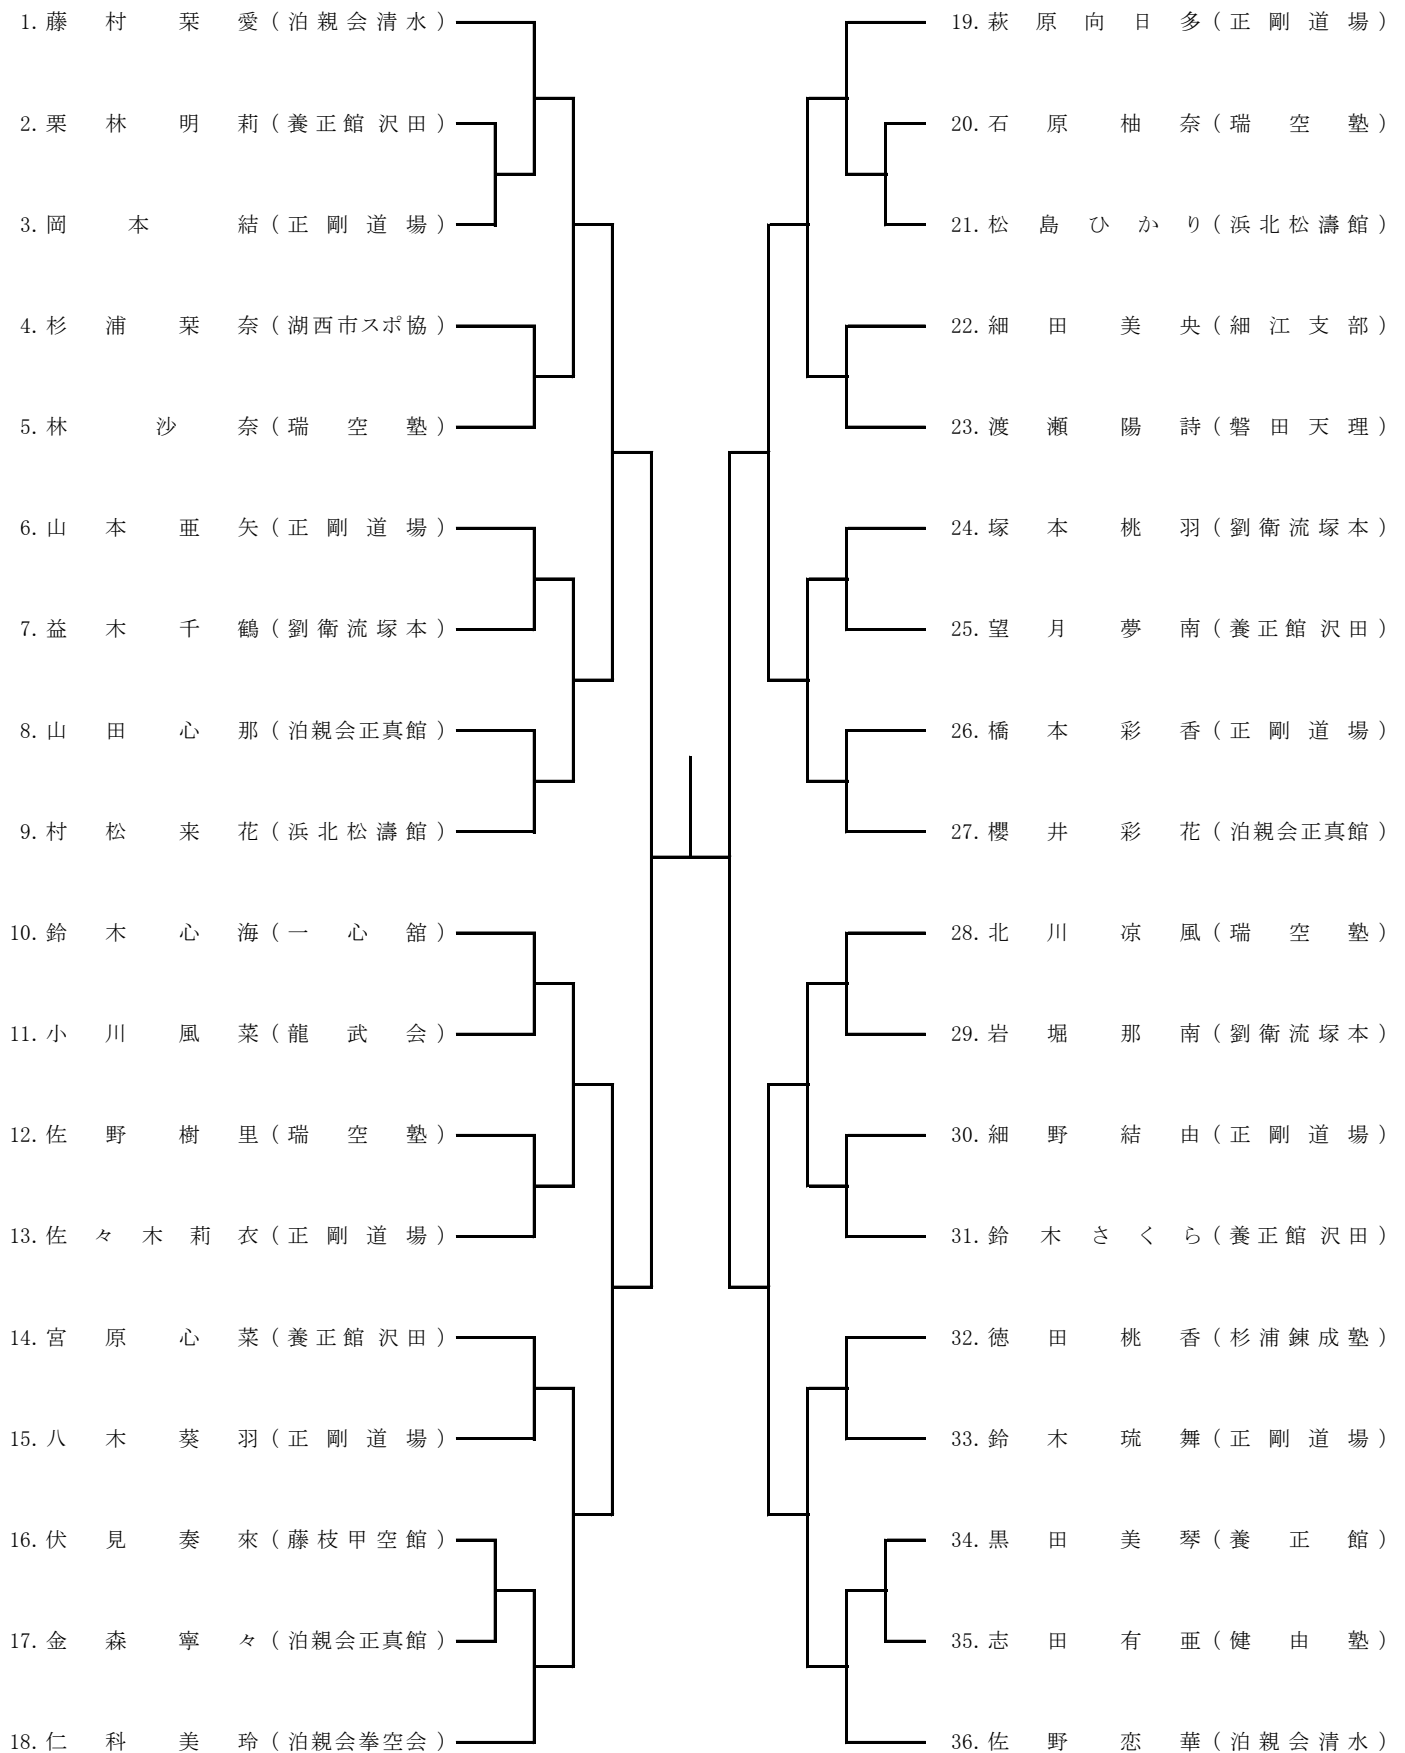 1. 藤村栞愛（泊親会清水）
2. 栗林明莉（養正館沢田）
3. 岡本結（正剛道場）
4. 杉浦栞奈（湖西市スポ協）
5. 林沙奈（瑞空塾）
6. 山本亜矢（正剛道場）
7. 益木千鶴（劉衛流塚本）
8. 山田心那（泊親会正真館）
9. 村松来花（浜北松濤館）
10. 鈴木心海（一心舘）
11. 小川風菜（龍武会）
12. 佐野樹里（瑞空塾）
13. 佐々木莉衣（正剛道場）
14. 宮原心菜（養正館沢田）
15. 八木葵羽（正剛道場）
16. 伏見奏來（藤枝甲空館）
17. 金森寧々（泊親会正真館）
18. 仁科美玲（泊親会拳空会）
19. 萩原向日多（正剛道場）
20. 石原柚奈（瑞空塾）
21. 松島ひかり（浜北松濤館）
22. 細田美央（細江支部）
23. 渡瀬陽詩（磐田天理）
24. 塚本桃羽（劉衛流塚本）
25. 望月夢南（養正館沢田）
26. 橋本彩香（正剛道場）
27. 櫻井彩花（泊親会正真館）
28. 北川凉風（瑞空塾）
29. 岩堀那南（劉衛流塚本）
30. 細野結由（正剛道場）
31. 鈴木さくら（養正館沢田）
32. 徳田桃香（杉浦錬成塾）
33. 鈴木琉舞（正剛道場）
34. 黒田美琴（養正館）
35. 志田有亜（健由塾）
36. 佐野恋華（泊親会清水）